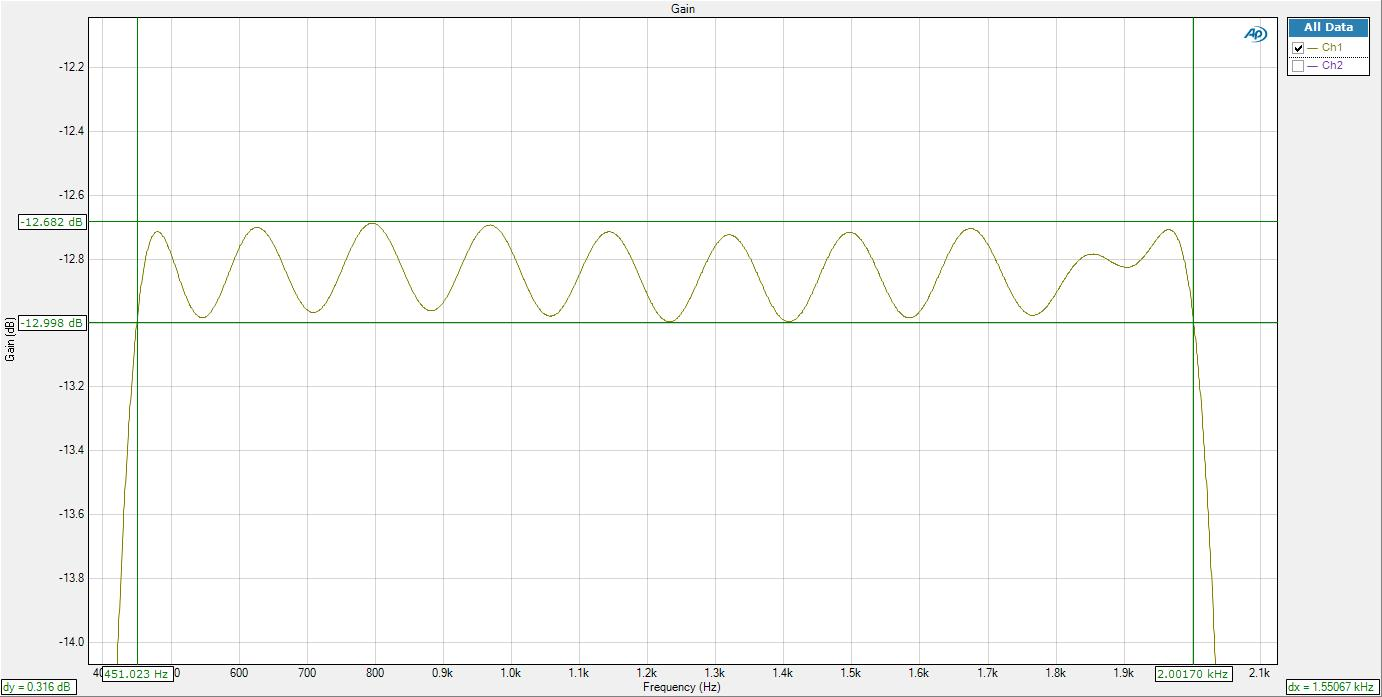 Gain
AP
All Data
Ch1
Ch2
-12.2
-12.4
-12.6
-12.682 dB
-12.8
-12.998 dB
Gain (dB)
-13.2
-13.4
-13.6
-13.8
-14.0
451.023 Hz
600
700
800
900
1.0k
1.1k
1.2k
1.3k
1.4k
1.5k
1.6k
1.7k
1.8k
1.9k
2.00170 kHz
2.1k
Frequency (Hz)
dy = 0.316 dB
dx = 1.55067 kHz